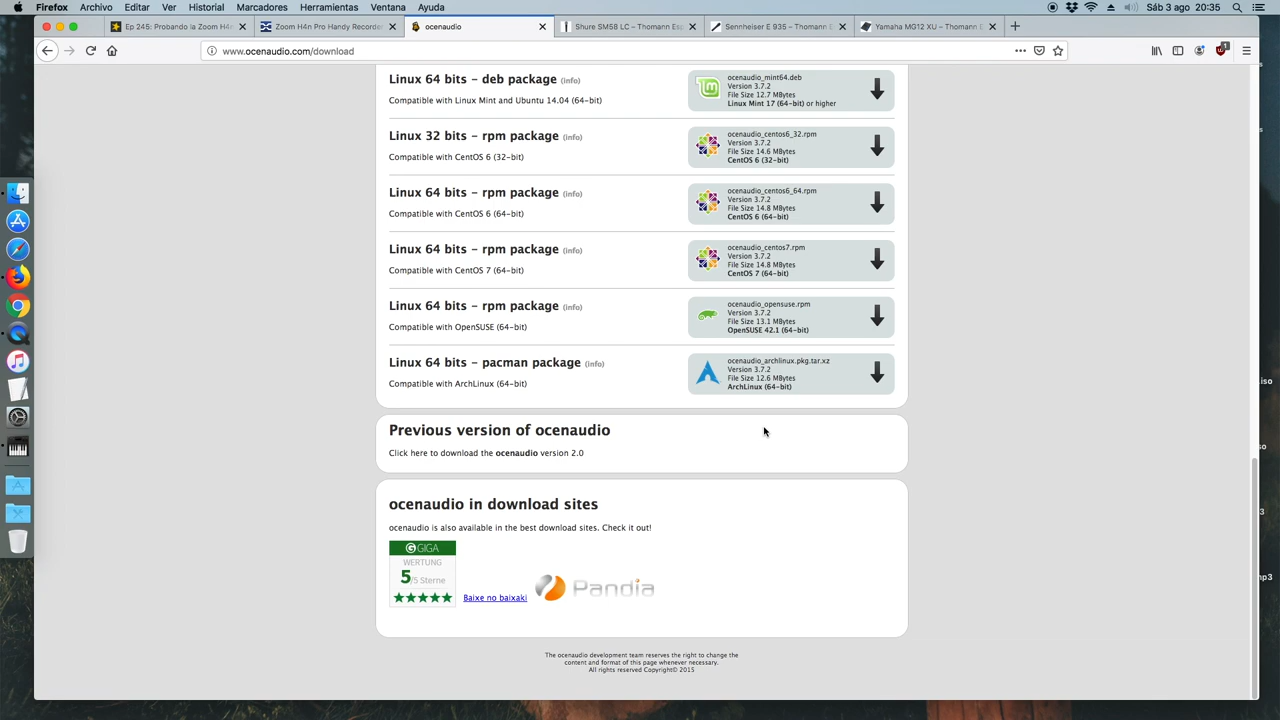 Firefox Archivo Editar Ver Historial Marcadores Herramientas Ventana Ayuda
Sáb 3 ago 20:35
Ep 245: Probando la Zoom H4n
Zoom H4n Pro Handy Recorder
ocenaudio
Shure SM58 LC – Thomann Esp
Sennheiser E 935 – Thomann E
Yamaha MG12 XU – Thomann E
www.ocenaudio.com/download
Linux 64 bits – deb package (info)
Compatible with Linux Mint and Ubuntu 14.04 (64-bit)
ocenaudio_mint64.deb
Version 3.7.2
File Size 12.7 MBytes
Linux Mint 17 (64-bit) or higher
Linux 32 bits – rpm package (info)
Compatible with CentOS 6 (32-bit)
ocenaudio_centos6_32.rpm
Version 3.7.2
File Size 14.6 MBytes
CentOS 6 (32-bit)
Linux 64 bits – rpm package (info)
Compatible with CentOS 6 (64-bit)
ocenaudio_centos6_64.rpm
Version 3.7.2
File Size 14.8 MBytes
CentOS 6 (64-bit)
Linux 64 bits – rpm package (info)
Compatible with CentOS 7 (64-bit)
ocenaudio_centos7.rpm
Version 3.7.2
File Size 14.8 MBytes
CentOS 7 (64-bit)
Linux 64 bits – rpm package (info)
Compatible with OpenSUSE (64-bit)
ocenaudio_opensuse.rpm
Version 3.7.2
File Size 13.1 MBytes
OpenSUSE 42.1 (64-bit)
Linux 64 bits – pacman package (info)
Compatible with ArchLinux (64-bit)
ocenaudio_archlinux.pkg.tar.xz
Version 3.7.2
File Size 12.6 MBytes
ArchLinux (64-bit)
Previous version of ocenaudio
Click here to download the ocenaudio version 2.0
ocenaudio in download sites
ocenaudio is also available in the best download sites. Check it out!
GIGA
WERTUNG
5/5 Sterne
Baixe no baixaki
Pandia
The ocenaudio development team reserves the right to change the
content and format of this page whenever necessary.
All rights reserved Copyright© 2015